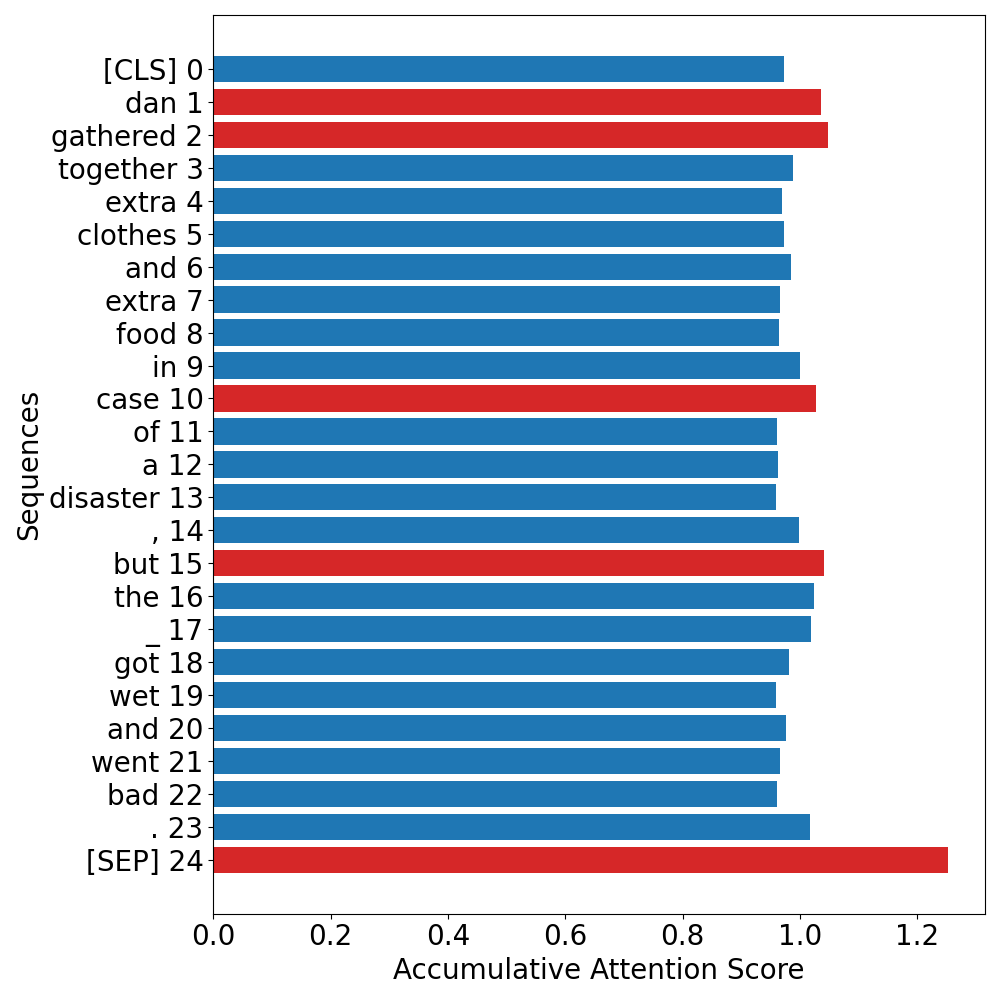 [CLS] 0
dan 1
gathered 2
together 3
extra 4
clothes 5
and 6
extra 7
food 8
in 9
case 10
of 11
a 12
disaster 13
, 14
but 15
the 16
_ 17
got 18
wet 19
and 20
went 21
bad 22
. 23
[SEP] 24
Sequences
0.0 0.2 0.4 0.6 0.8 1.0 1.2
Accumulative Attention Score